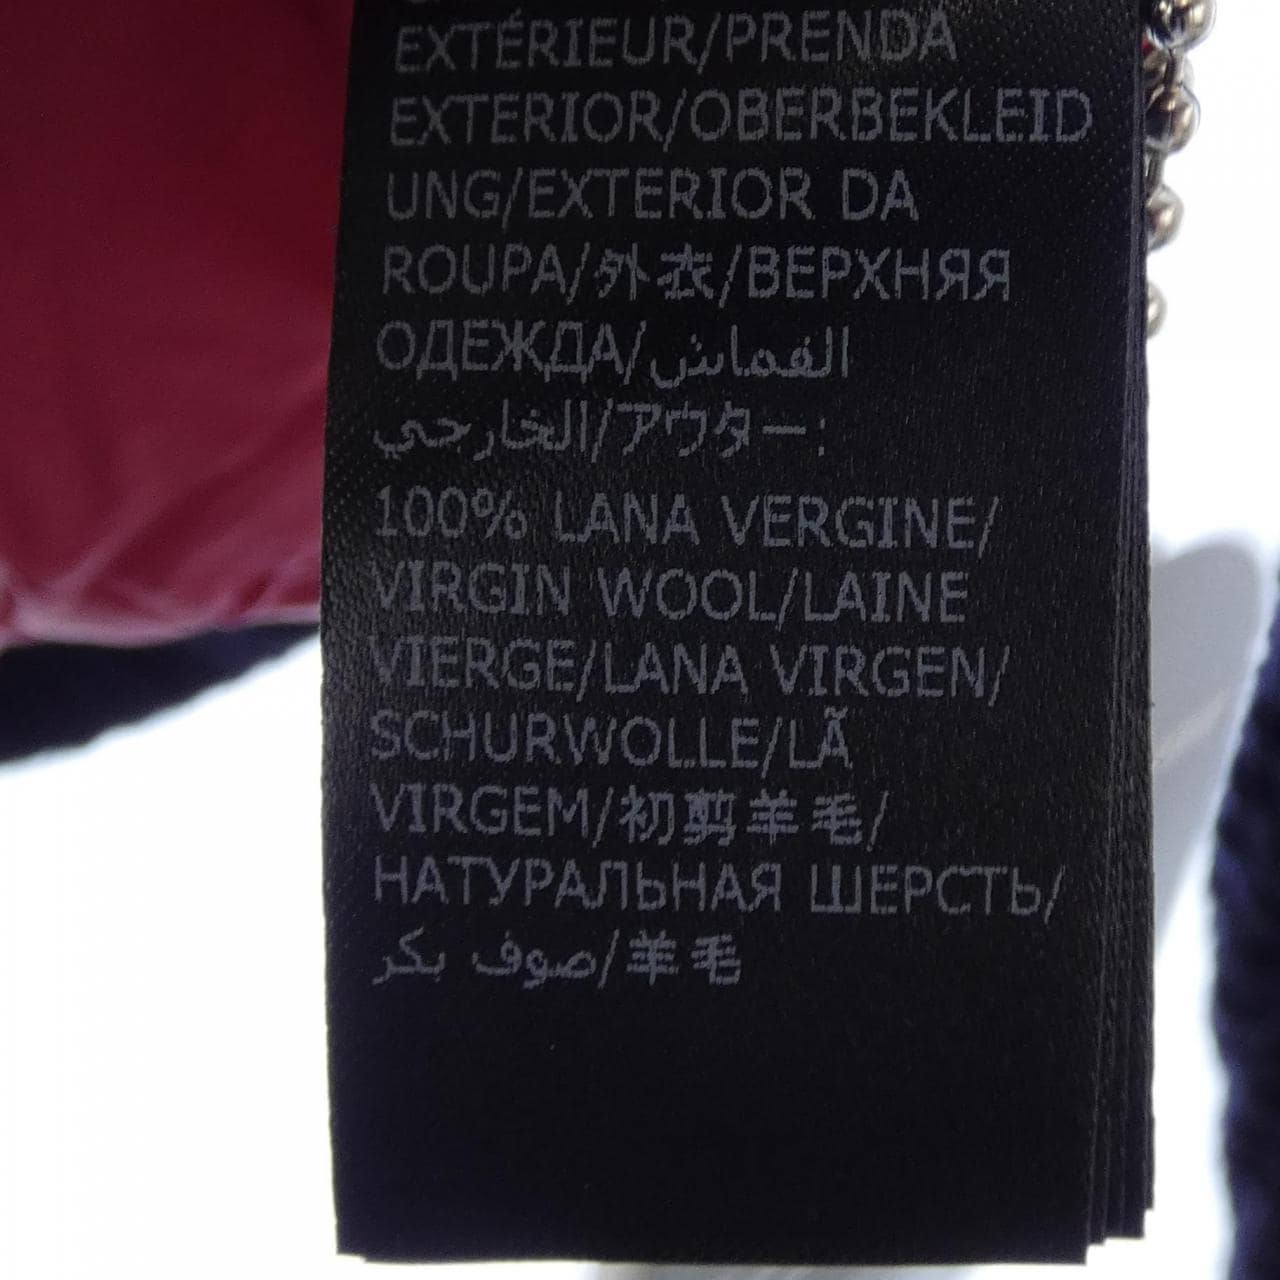 EXTÉRIEUR/PRENDA
EXTERIOR/OBERBEKLEID
UNG/EXTERIOR DA
ROUPA/外衣/ВЕРХНЯЯ
ОДЕЖДА/القماش
الخارجي/アウター:
100% LANA VERGINE/
VIRGIN WOOL/LAINE
VIERGE/LANA VIRGEN/
SCHURWOLLE/LÃ
VIRGEM/初剪羊毛/
НАТУРАЛЬНАЯ ШЕРСТЬ/
صوف بكر/羊毛